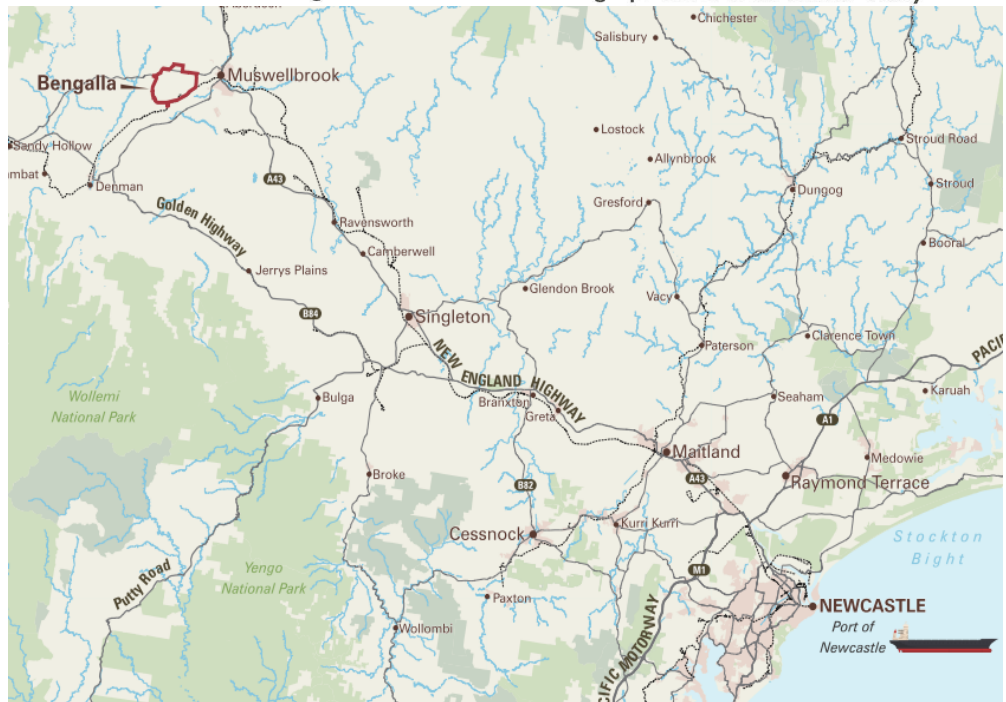 Chichester
Salisbury
Bengalla
Muswellbrook
Lostock
Stroud Road
Sandy Hollow
Allynbrook
Denman
A43
Dungog
Stroud
Golden Highway
Gresford
Ravensworth
Booral
Camberwell
Jerrys Plains
Glendon Brook
Vacy
B84
Singleton
Clarence Town
Paterson
NEW ENGLAND HIGHWAY
Wollemi
National Park
Bulga
Branxton
Greta
Seaham
Karuah
A1
Maitland
Medowie
Broke
A43
Raymond Terrace
B82
Kurri Kurri
Cessnock
Stockton
Bight
Yengo
National Park
Putty Road
M1
Paxton
NEWCASTLE
Port of
Newcastle
Wollombi
CIFIC MOTORWAY
PACIF